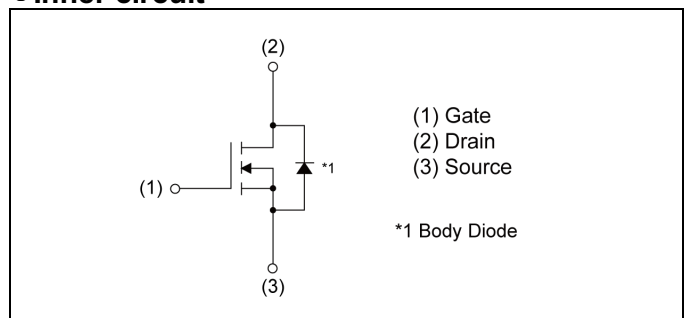 Inner circuit
(2)
(1) Gate
(2) Drain
(3) Source
*1
(1)
*1 Body Diode
(3)